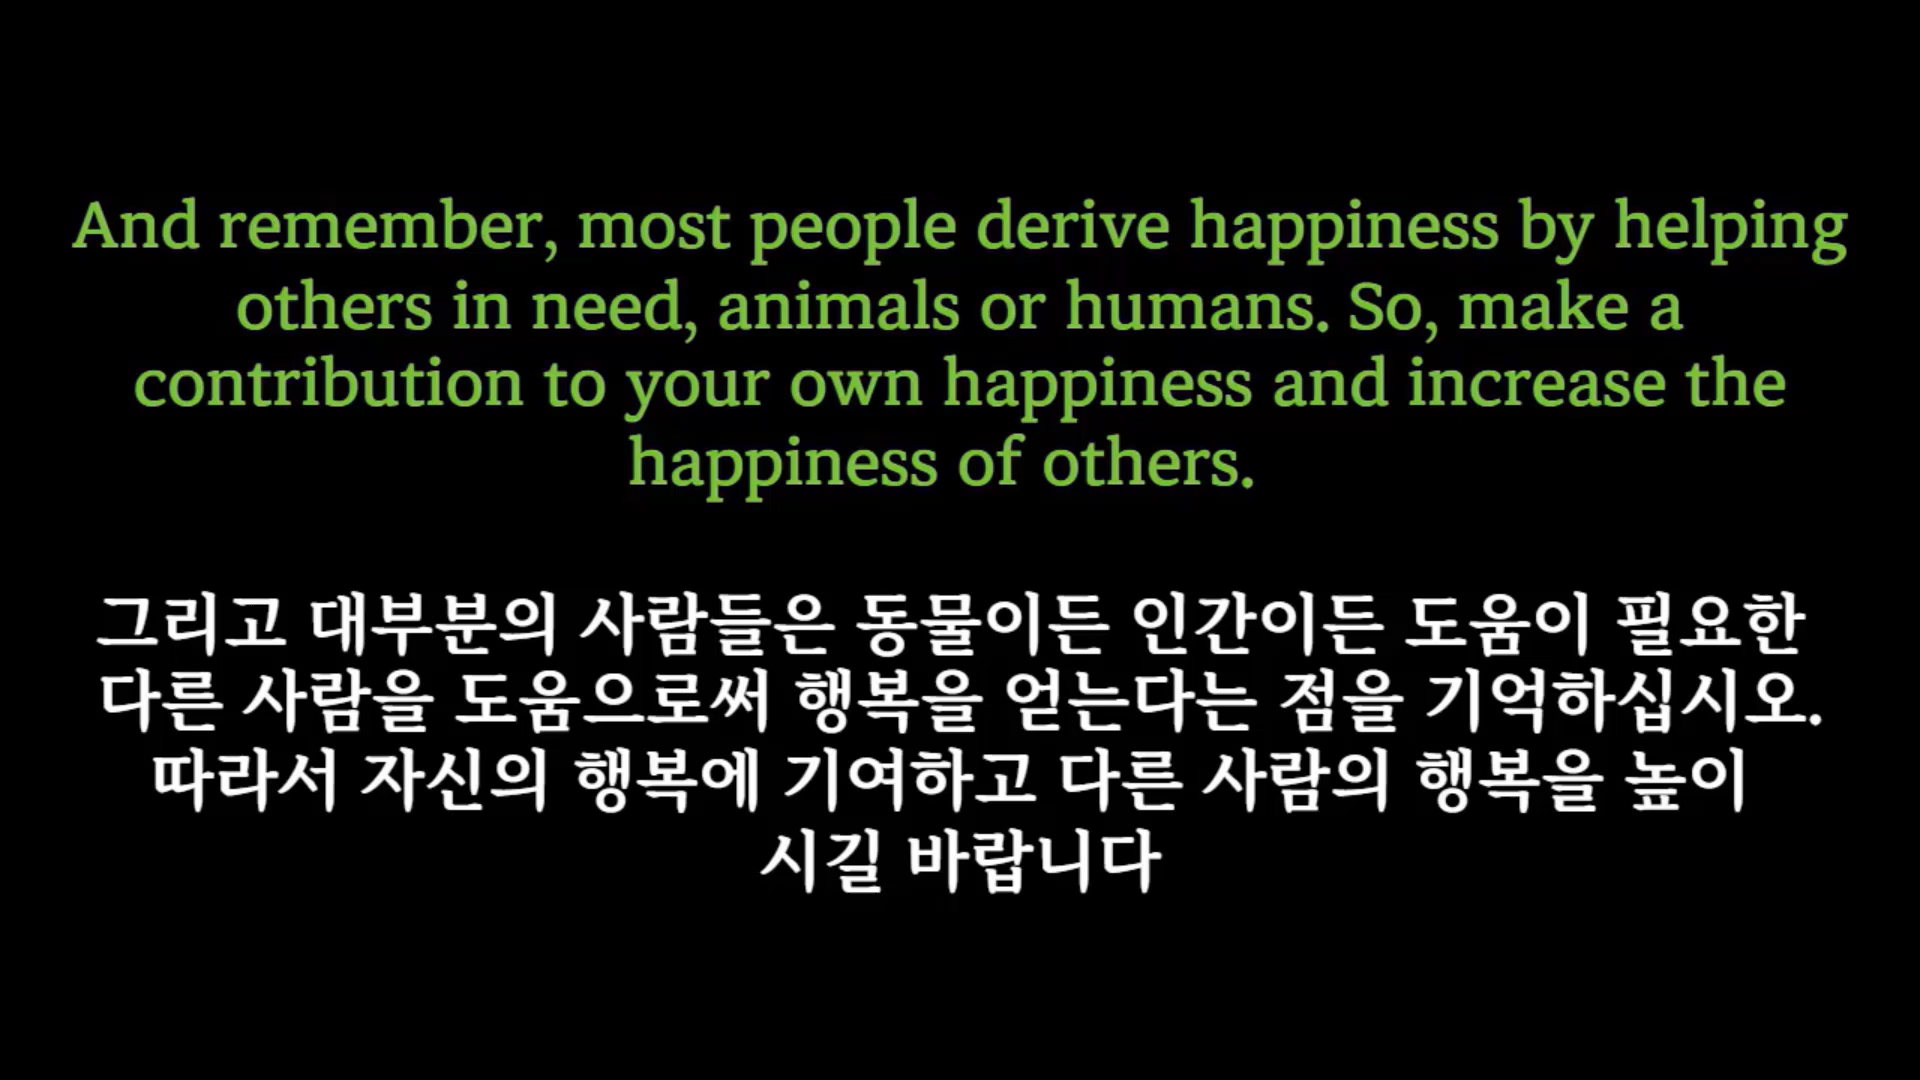 And remember, most people derive happiness by helping
others in need, animals or humans. So, make a
contribution to your own happiness and increase the
happiness of others.
그리고 대부분의 사람들은 동물이든 인간이든 도움이 필요한
다른 사람을 도움으로써 행복을 얻는다는 점을 기억하십시오.
따라서 자신의 행복에 기여하고 다른 사람의 행복을 높이
시길 바랍니다